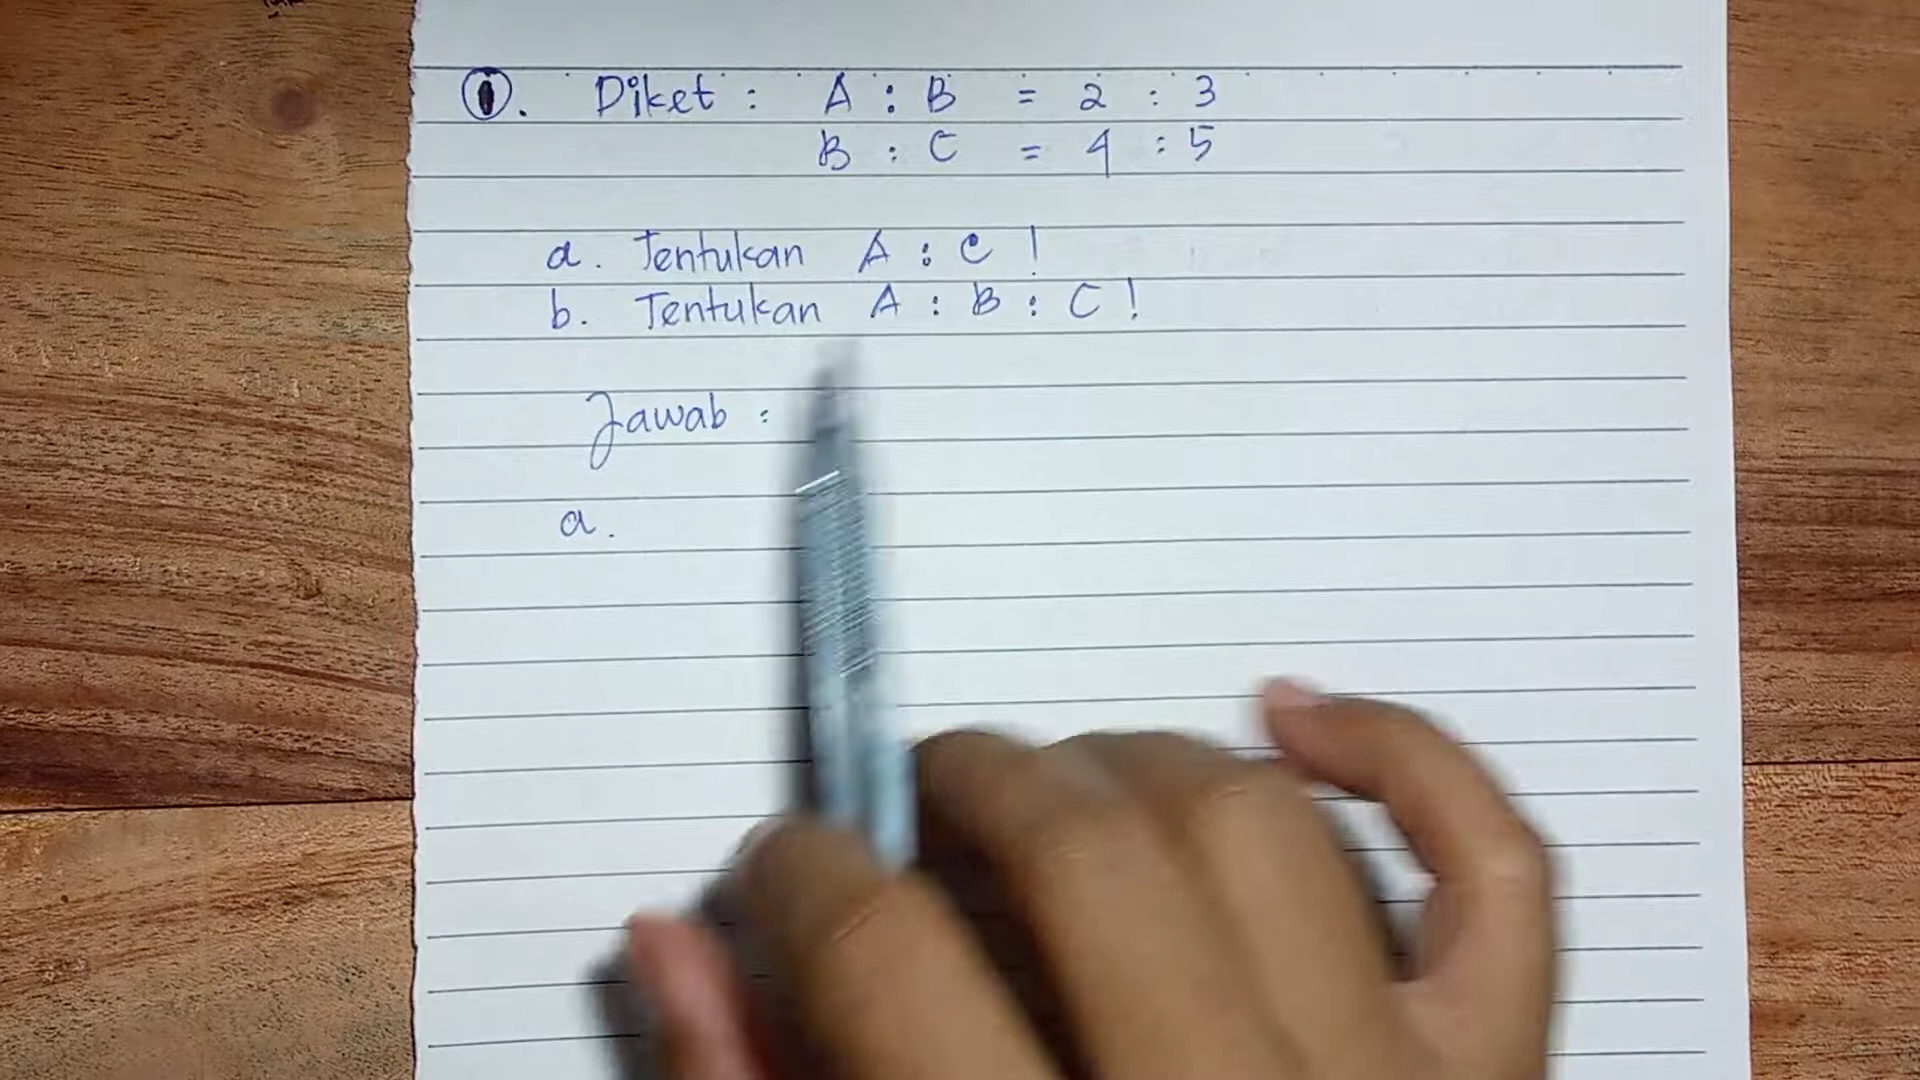 1. Diket : A : B = 2 : 3
B : C = 4 : 5
a. Tentukan A : C !
b. Tentukan A : B : C !
Jawab :
a.